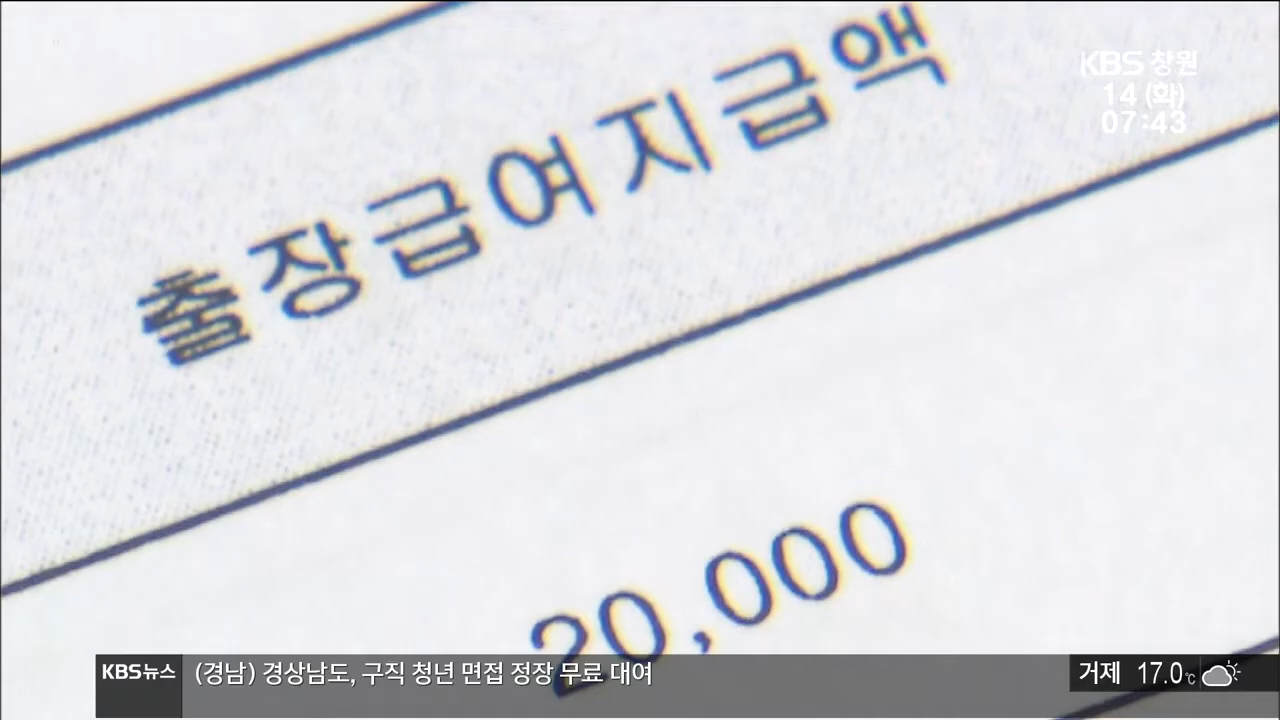 KBS 창원
14 (화)
07:43
출장급여지급액
20,000
KBS뉴스 (경남) 경상남도, 구직 청년 면접 정장 무료 대여 거제 17.0℃